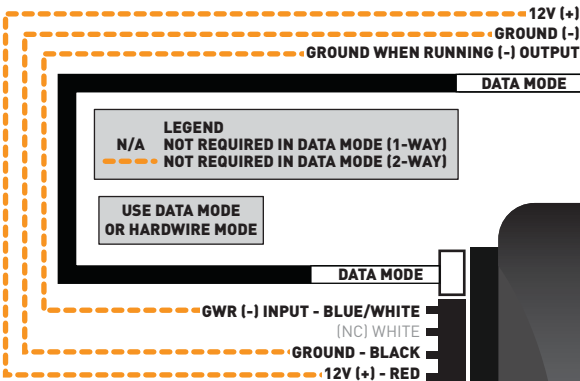 12V (+)
GROUND (-)
GROUND WHEN RUNNING (-) OUTPUT
DATA MODE
LEGEND
N/A NOT REQUIRED IN DATA MODE (1-WAY)
NOT REQUIRED IN DATA MODE (2-WAY)
USE DATA MODE
OR HARDWIRE MODE
DATA MODE
GWR (-) INPUT - BLUE/WHITE
(NC) WHITE
GROUND - BLACK
12V (+) - RED